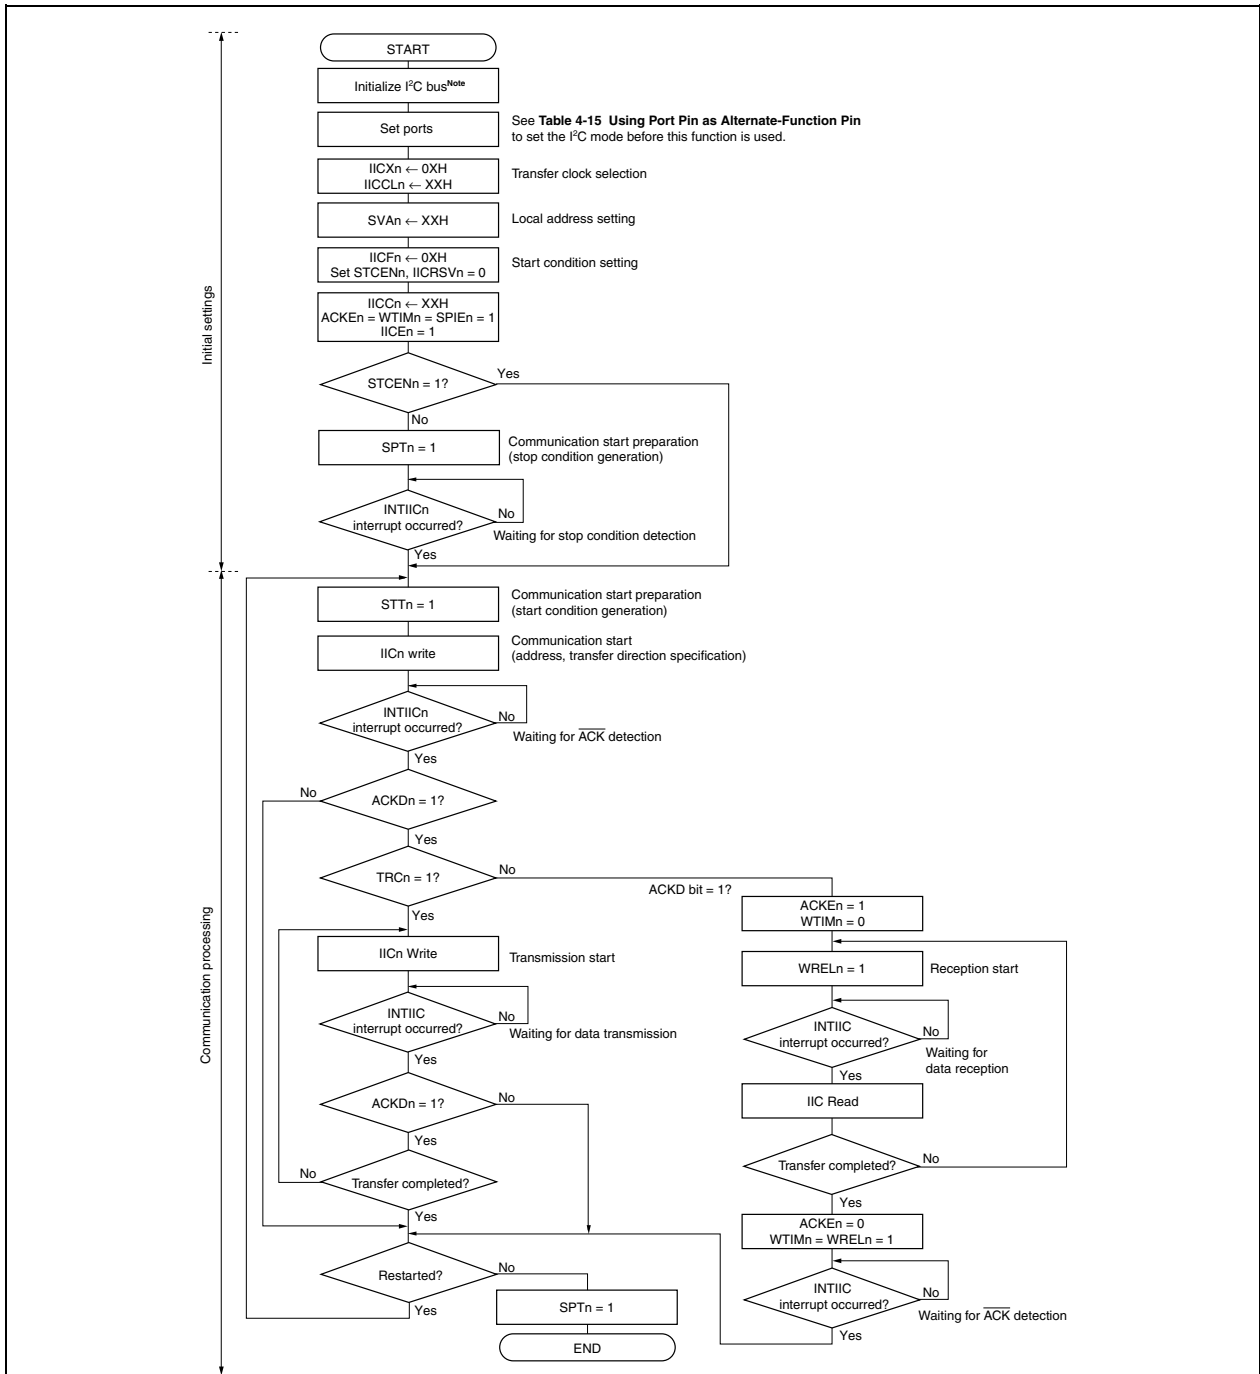 START
Initialize I²C bus^Note
Set ports
See Table 4-15 Using Port Pin as Alternate-Function Pin
to set the I²C mode before this function is used.
IICXn ← 0XH
IICCLn ← XXH
Transfer clock selection
SVAn ← XXH
Local address setting
IICFn ← 0XH
Set STCENn, IICRSVn = 0
Start condition setting
IICCn ← XXH
ACKEn = WTIMn = SPIEn = 1
IICEn = 1
Initial settings
STCENn = 1?
Yes
No
SPTn = 1
Communication start preparation
(stop condition generation)
INTIICn
interrupt occurred?
No
Waiting for stop condition detection
Yes
STTn = 1
Communication start preparation
(start condition generation)
IICn write
Communication start
(address, transfer direction specification)
INTIICn
interrupt occurred?
No
Waiting for A̅C̅K̅ detection
Yes
No
ACKDn = 1?
Yes
TRCn = 1?
No
ACKD bit = 1?
Yes
Communication processing
IICn Write
Transmission start
INTIIC
interrupt occurred?
No
Waiting for data transmission
Yes
ACKDn = 1?
No
Yes
No
Transfer completed?
Yes
ACKEn = 1
WTIMn = 0
WRELn = 1
Reception start
INTIIC
interrupt occurred?
No
Waiting for
data reception
Yes
IIC Read
Transfer completed?
No
Yes
ACKEn = 0
WTIMn = WRELn = 1
INTIIC
interrupt occurred?
No
Waiting for A̅C̅K̅ detection
Yes
Restarted?
No
Yes
SPTn = 1
END